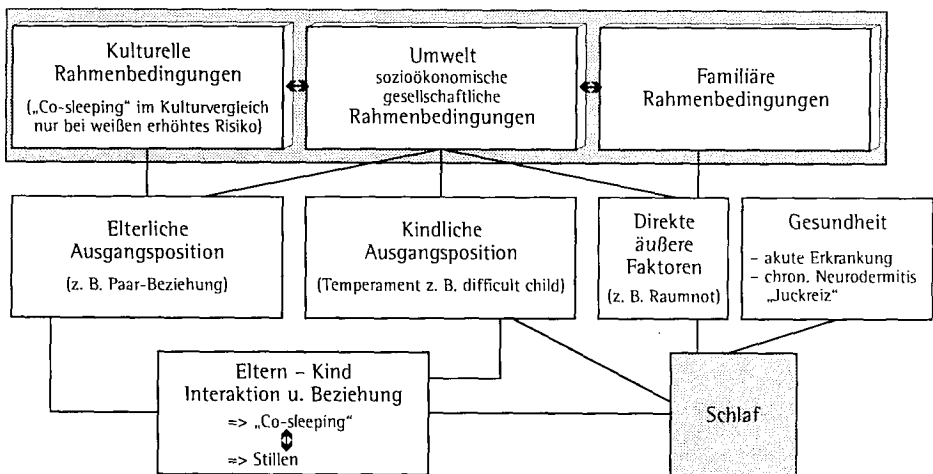 Kulturelle
Rahmenbedingungen
(„Co-sleeping" im Kulturvergleich
nur bei weißen erhöhtes Risiko)
Umwelt
sozioökonomische
gesellschaftliche
Rahmenbedingungen
Familiäre
Rahmenbedingungen
Elterliche
Ausgangsposition
(z. B. Paar-Beziehung)
Kindliche
Ausgangsposition
(Temperament z. B. difficult child)
Direkte
äußere
Faktoren
(z. B. Raumnot)
Gesundheit
– akute Erkrankung
– chron. Neurodermitis
„Juckreiz"
Eltern – Kind
Interaktion u. Beziehung
=> „Co-sleeping"
=> Stillen
Schlaf